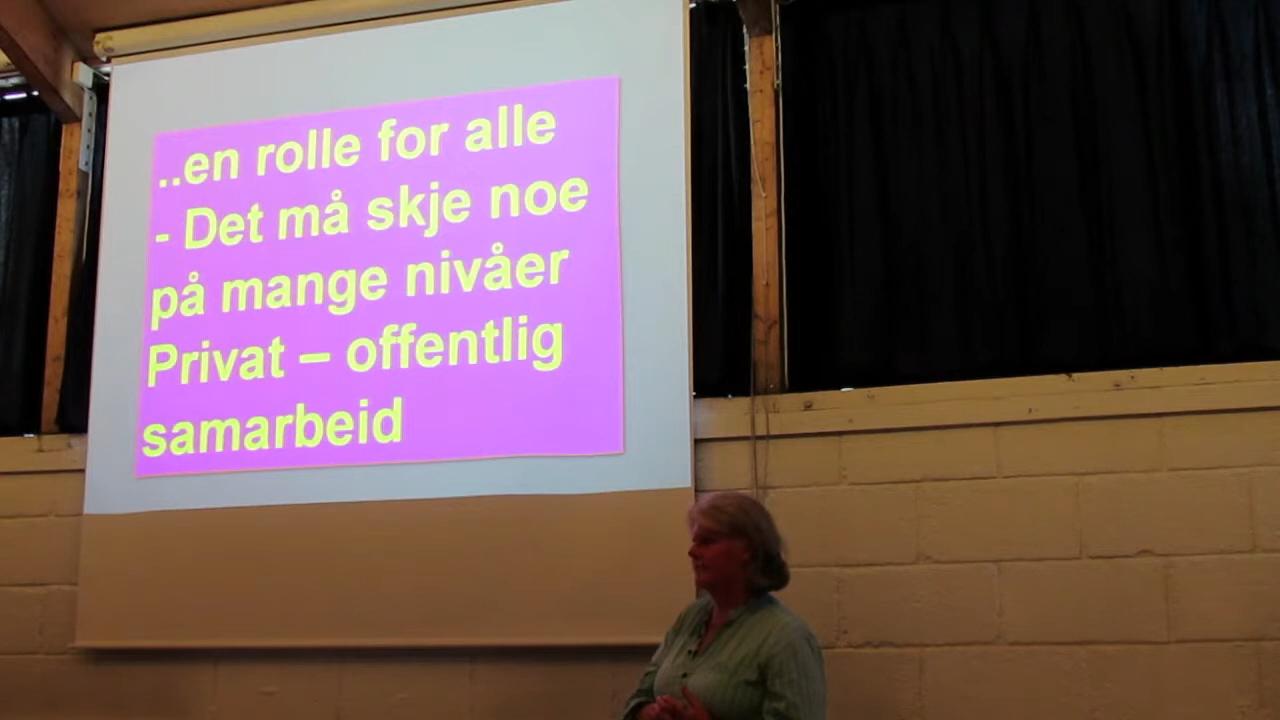 ..en rolle for alle
- Det må skje noe
på mange nivåer
Privat – offentlig
samarbeid